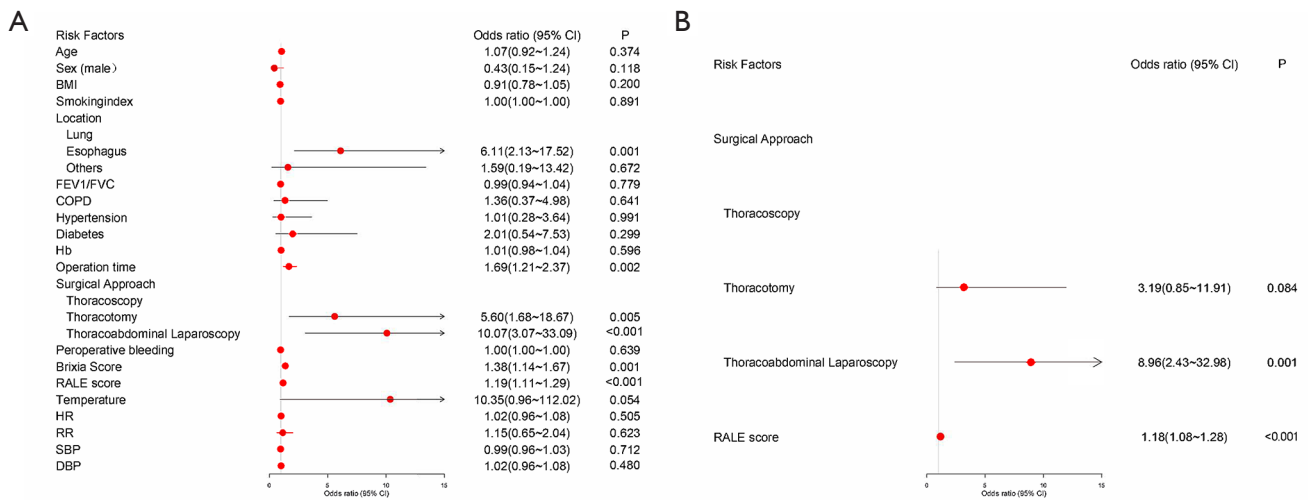 A
Risk Factors Odds ratio (95% CI) P
Age 1.07(0.92~1.24) 0.374
Sex (male） 0.43(0.15~1.24) 0.118
BMI 0.91(0.78~1.05) 0.200
Smokingindex 1.00(1.00~1.00) 0.891
Location
Lung
Esophagus 6.11(2.13~17.52) 0.001
Others 1.59(0.19~13.42) 0.672
FEV1/FVC 0.99(0.94~1.04) 0.779
COPD 1.36(0.37~4.98) 0.641
Hypertension 1.01(0.28~3.64) 0.991
Diabetes 2.01(0.54~7.53) 0.299
Hb 1.01(0.98~1.04) 0.596
Operation time 1.69(1.21~2.37) 0.002
Surgical Approach
Thoracoscopy
Thoracotomy 5.60(1.68~18.67) 0.005
Thoracoabdominal Laparoscopy 10.07(3.07~33.09) <0.001
Peroperative bleeding 1.00(1.00~1.00) 0.639
Brixia Score 1.38(1.14~1.67) 0.001
RALE score 1.19(1.11~1.29) <0.001
Temperature 10.35(0.96~112.02) 0.054
HR 1.02(0.96~1.08) 0.505
RR 1.15(0.65~2.04) 0.623
SBP 0.99(0.96~1.03) 0.712
DBP 1.02(0.96~1.08) 0.480
0 5 10 15
Odds ratio (95% CI)
B
Risk Factors Odds ratio (95% CI) P
Surgical Approach
Thoracoscopy
Thoracotomy 3.19(0.85~11.91) 0.084
Thoracoabdominal Laparoscopy 8.96(2.43~32.98) 0.001
RALE score 1.18(1.08~1.28) <0.001
0 5 10 15
Odds ratio (95% CI)